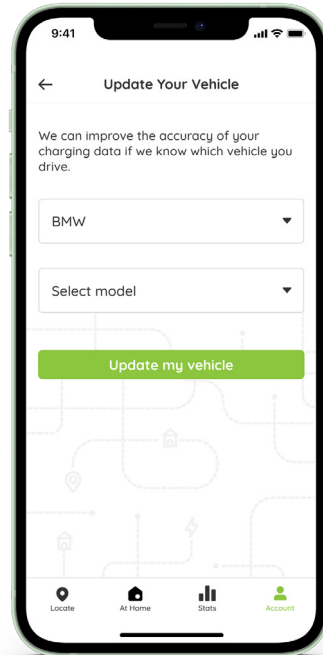 9:41
Update Your Vehicle
We can improve the accuracy of your
charging data if we know which vehicle you
drive.
BMW
Select model
Update my vehicle
Locate
At Home
Stats
Account